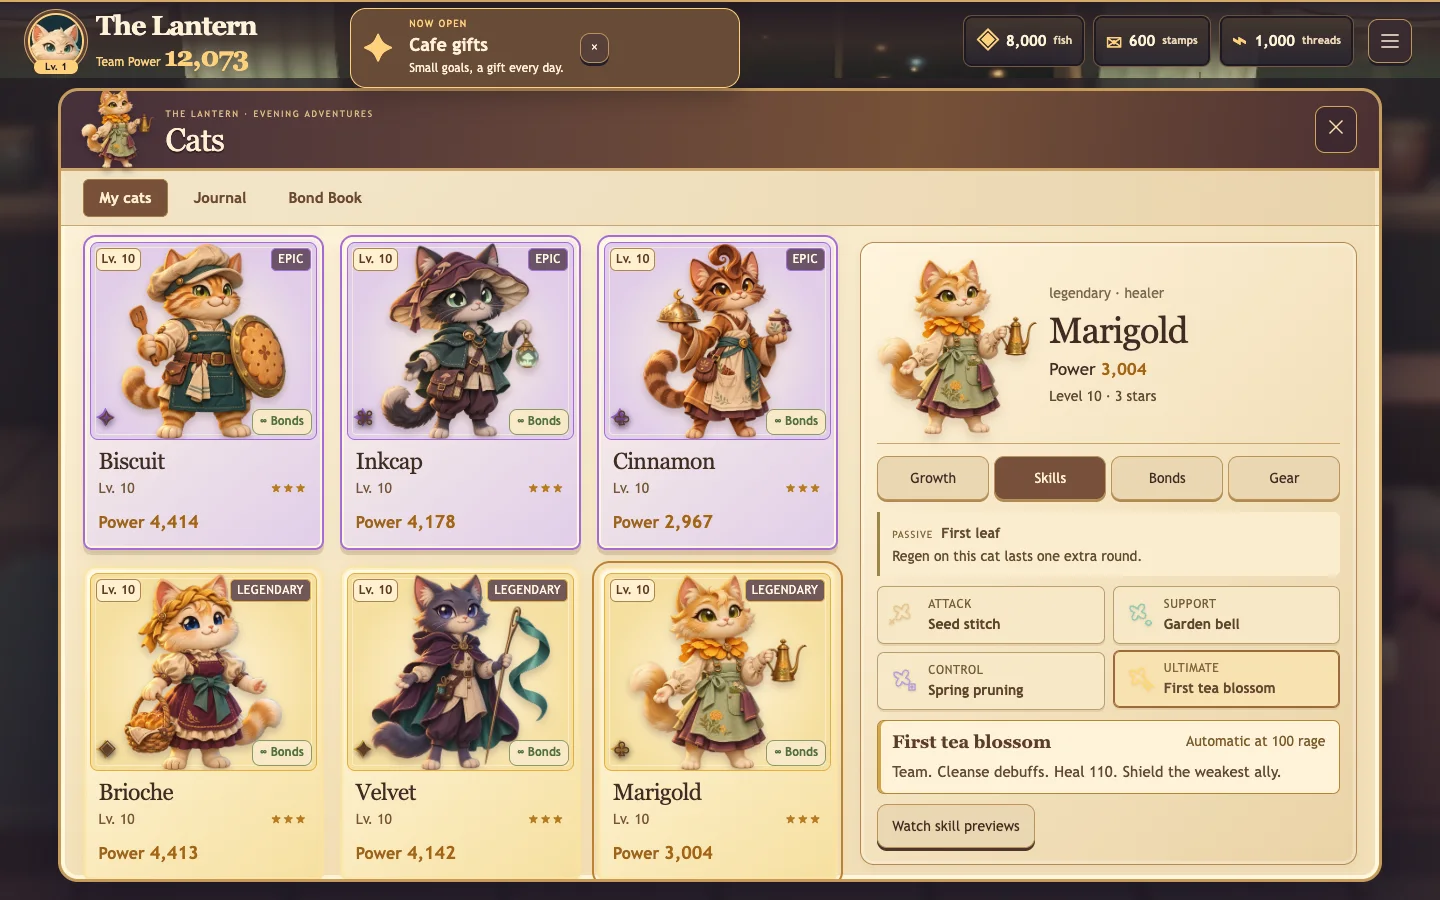 The Lantern
Lv. 1
Team Power 12,073
NOW OPEN
Cafe gifts
Small goals, a gift every day.
×
8,000 fish
600 stamps
1,000 threads
THE LANTERN · EVENING ADVENTURES
Cats
My cats
Journal
Bond Book
Lv. 10
EPIC
∞ Bonds
Biscuit
Lv. 10
★★★
Power 4,414
Lv. 10
EPIC
∞ Bonds
Inkcap
Lv. 10
★★★
Power 4,178
Lv. 10
EPIC
∞ Bonds
Cinnamon
Lv. 10
★★★
Power 2,967
Lv. 10
LEGENDARY
∞ Bonds
Brioche
Lv. 10
★★★
Power 4,413
Lv. 10
LEGENDARY
∞ Bonds
Velvet
Lv. 10
★★★
Power 4,142
Lv. 10
LEGENDARY
∞ Bonds
Marigold
Lv. 10
★★★
Power 3,004
legendary · healer
Marigold
Power 3,004
Level 10 · 3 stars
Growth
Skills
Bonds
Gear
PASSIVE First leaf
Regen on this cat lasts one extra round.
ATTACK
Seed stitch
SUPPORT
Garden bell
CONTROL
Spring pruning
ULTIMATE
First tea blossom
First tea blossom
Automatic at 100 rage
Team. Cleanse debuffs. Heal 110. Shield the weakest ally.
Watch skill previews